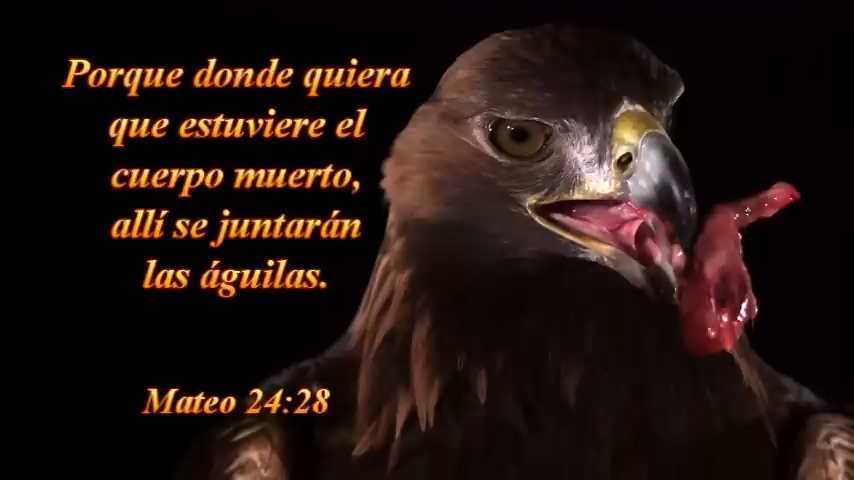 Porque donde quiera
que estuviere el
cuerpo muerto,
allí se juntarán
las águilas.
Mateo 24:28